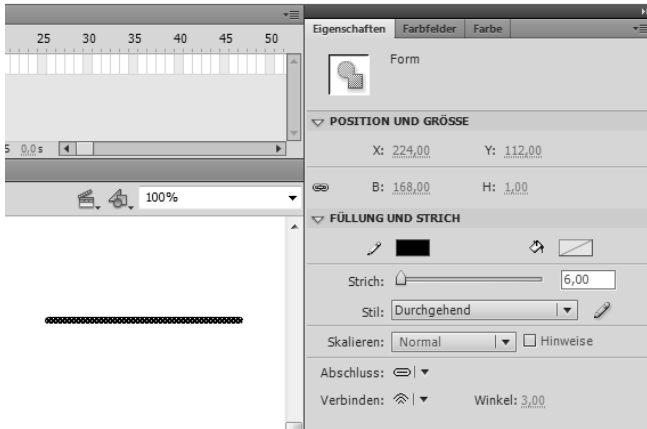 25 30 35 40 45 50
5 0.0s
100%
Eigenschaften Farbfelder Farbe
Form
POSITION UND GRÖSSE
X: 224,00 Y: 112,00
B: 168,00 H: 1,00
FÜLLUNG UND STRICH
Strich: 6,00
Stil: Durchgehend
Skalieren: Normal Hinweise
Abschluss:
Verbinden: Winkel: 3,00